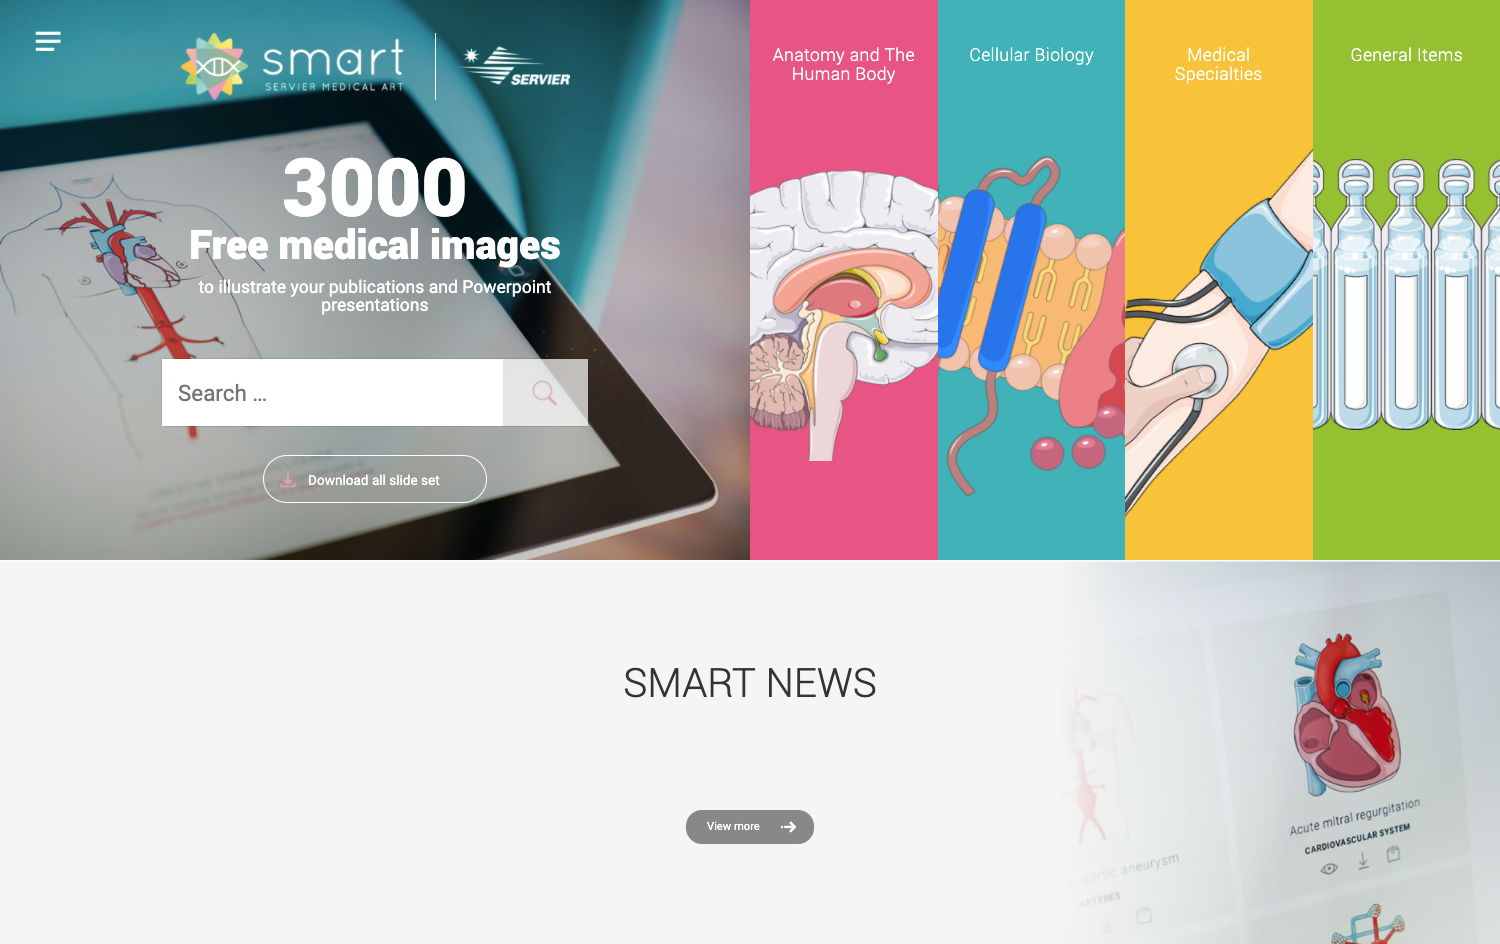 smart
SERVIER MEDICAL ART
SERVIER
3000
Free medical images
to illustrate your publications and Powerpoint
presentations
Search ...
Download all slide set
Anatomy and The
Human Body
Cellular Biology
Medical
Specialties
General Items
SMART NEWS
View more
Acute mitral regurgitation
CARDIOVASCULAR SYSTEM
aortic aneurysm
ARTERES